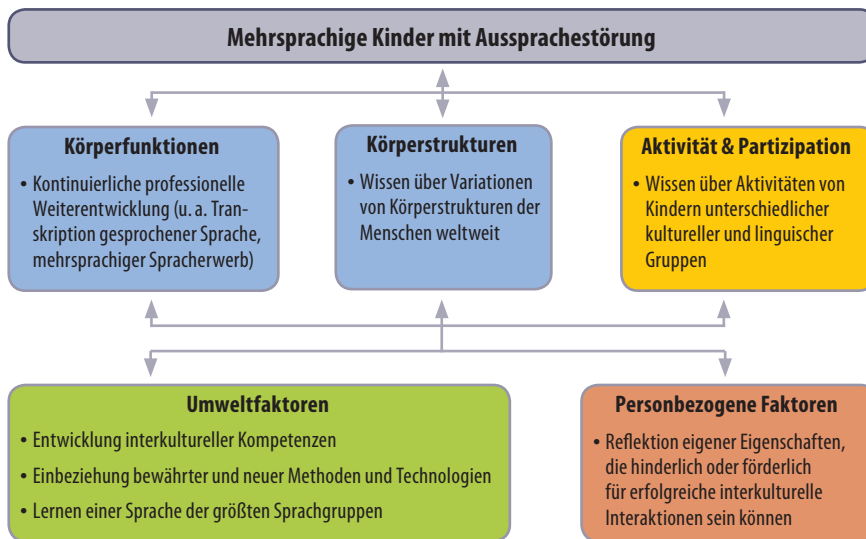 Mehrsprachige Kinder mit Aussprachestörung
Körperfunktionen
• Kontinuierliche professionelle
Weiterentwicklung (u. a. Tran-
skription gesprochener Sprache,
mehrsprachiger Spracherwerb)
Körperstrukturen
• Wissen über Variationen
von Körperstrukturen der
Menschen weltweit
Aktivität & Partizipation
• Wissen über Aktivitäten von
Kindern unterschiedlicher
kultureller und linguischer
Gruppen
Umweltfaktoren
• Entwicklung interkultureller Kompetenzen
• Einbeziehung bewährter und neuer Methoden und Technologien
• Lernen einer Sprache der größten Sprachgruppen
Personbezogene Faktoren
• Reflektion eigener Eigenschaften,
die hinderlich oder förderlich
für erfolgreiche interkulturelle
Interaktionen sein können